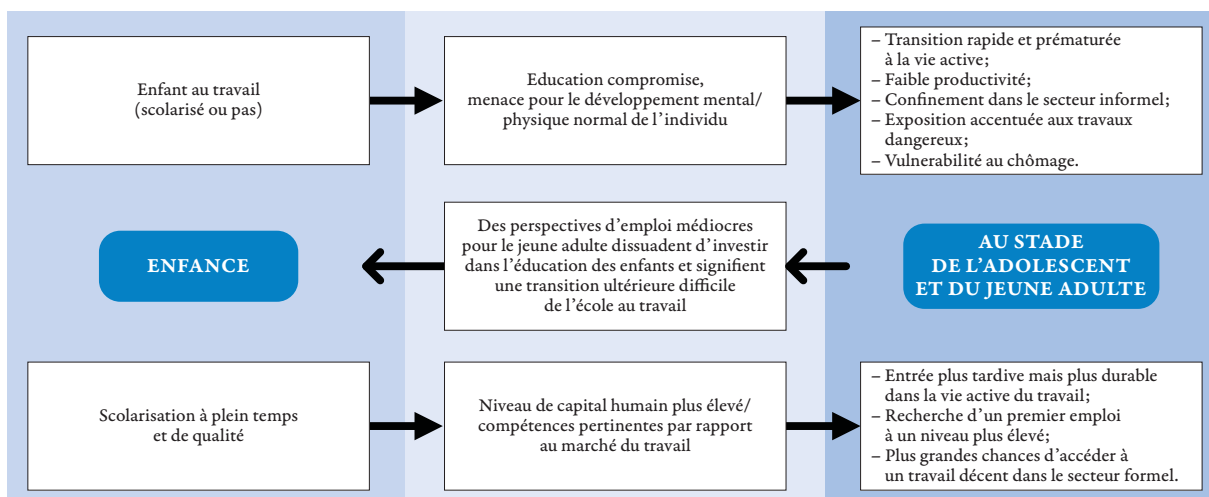 Enfant au travail
(scolarisé ou pas)
Education compromise,
menace pour le développement mental/
physique normal de l’individu
– Transition rapide et prématurée
à la vie active;
– Faible productivité;
– Confinement dans le secteur informel;
– Exposition accentuée aux travaux
dangereux;
– Vulnerabilité au chômage.
ENFANCE
Des perspectives d’emploi médiocres
pour le jeune adulte dissuadent d’investir
dans l’éducation des enfants et signifient
une transition ultérieure difficile
de l’école au travail
AU STADE
DE L’ADOLESCENT
ET DU JEUNE ADULTE
Scolarisation à plein temps
et de qualité
Niveau de capital humain plus élevé/
compétences pertinentes par rapport
au marché du travail
– Entrée plus tardive mais plus durable
dans la vie active du travail;
– Recherche d’un premier emploi
à un niveau plus élevé;
– Plus grandes chances d’accéder à
un travail décent dans le secteur formel.